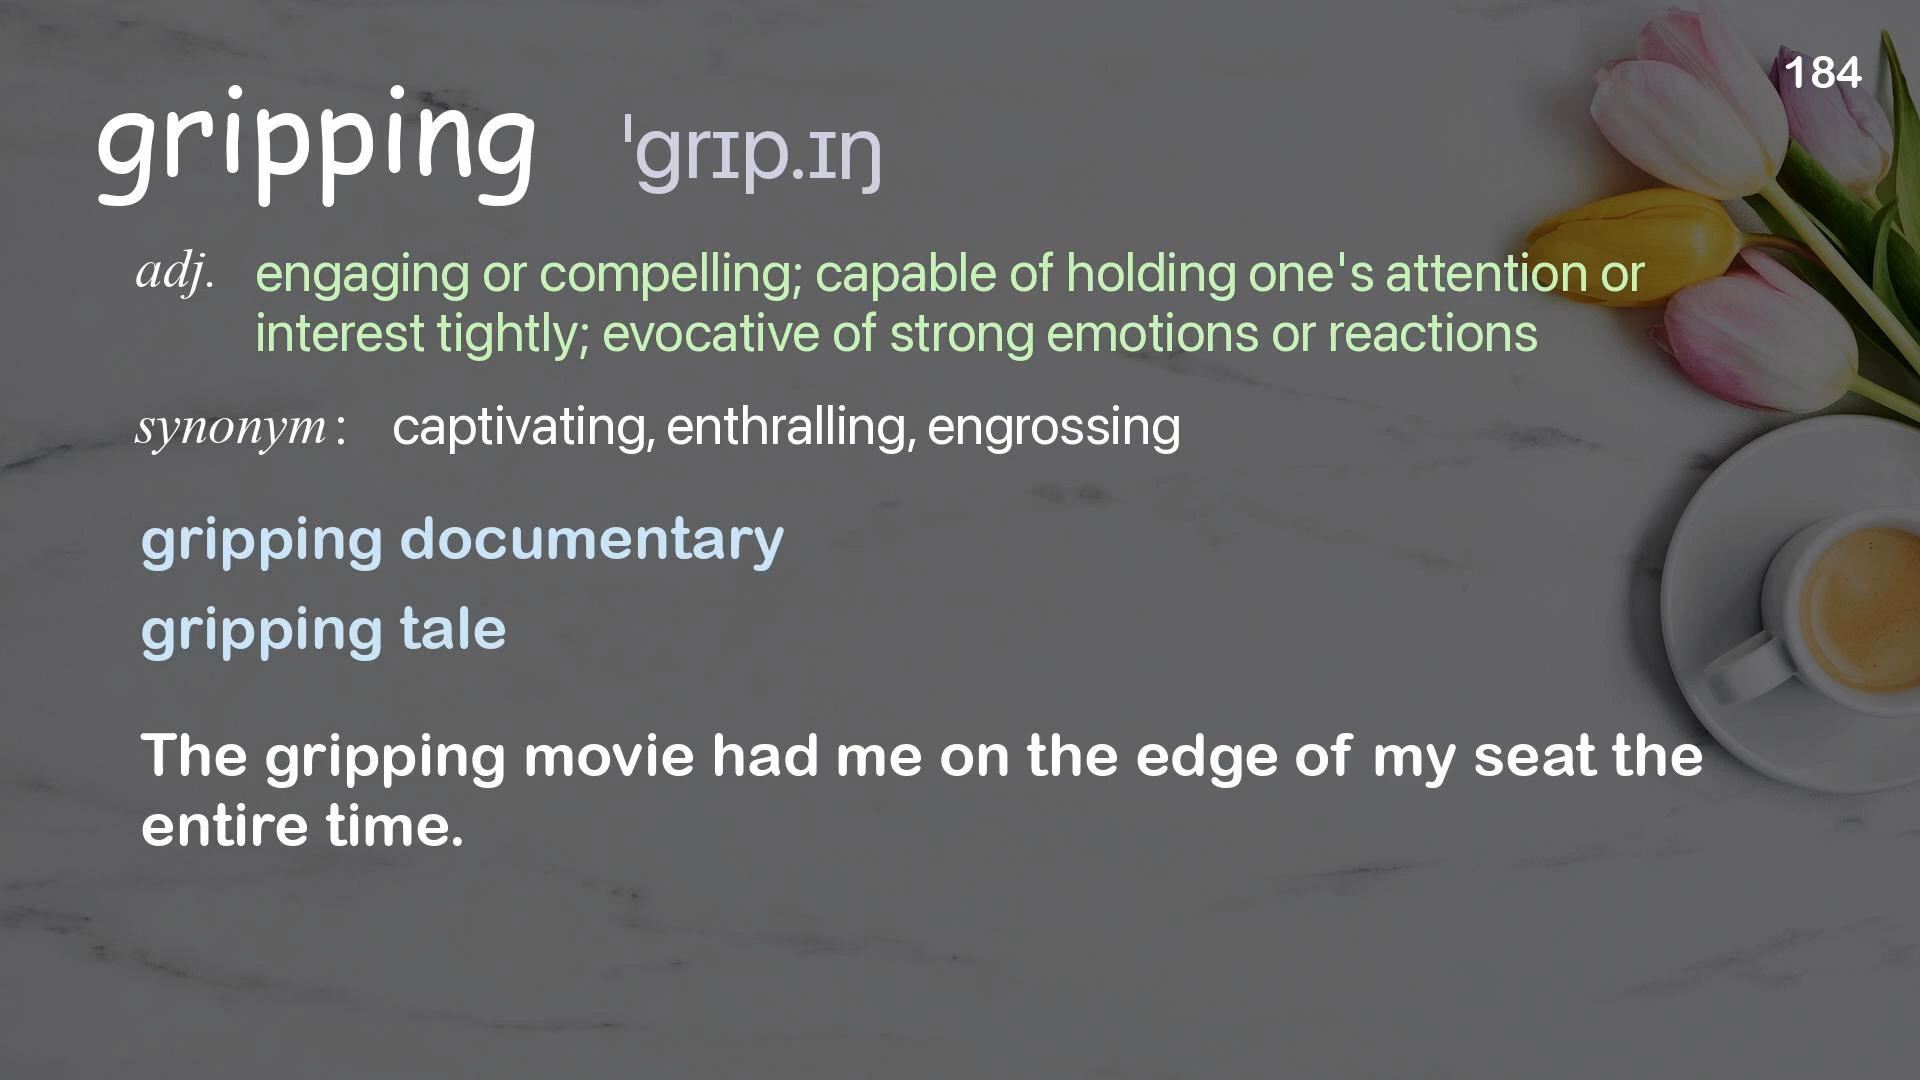 184
gripping ˈgrɪp.ɪŋ
adj. engaging or compelling; capable of holding one's attention or
interest tightly; evocative of strong emotions or reactions
synonym: captivating, enthralling, engrossing
gripping documentary
gripping tale
The gripping movie had me on the edge of my seat the
entire time.